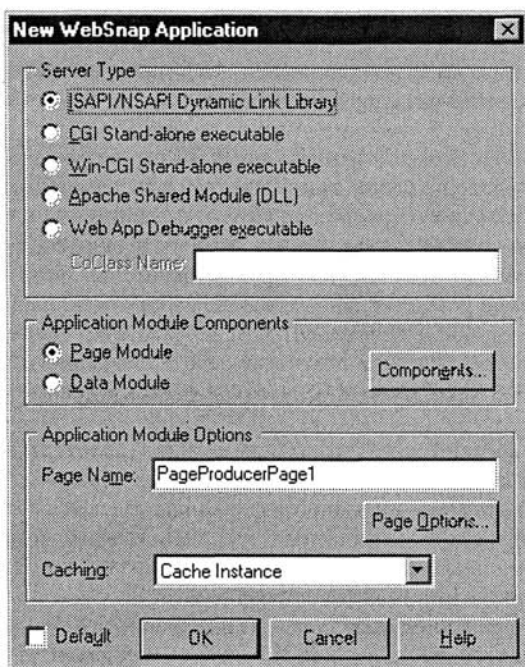 New WebSnap Application
Server Type
ISAPI/NSAPI Dynamic Link Library
CGI Stand-alone executable
Win-CGI Stand-alone executable
Apache Shared Module (DLL)
Web App Debugger executable
CoClass Name:
Application Module Components
Page Module
Components...
Data Module
Application Module Options
Page Name: PageProducerPage1
Page Options...
Caching: Cache Instance
Default OK Cancel Help